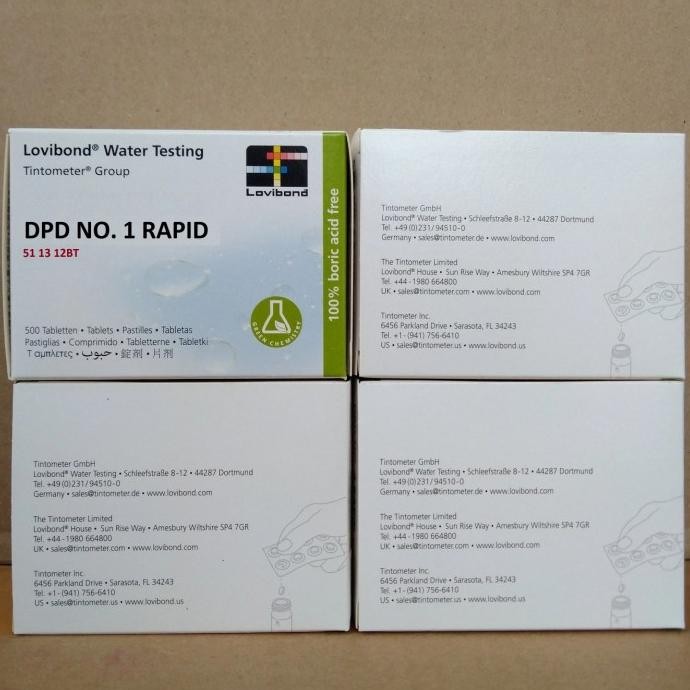 Lovibond® Water Testing
Tintometer® Group
Lovibond
DPD NO. 1 RAPID
51 13 12BT
500 Tabletten • Tablets • Pastilles • Tabletas
Pastiglias • Comprimido • Tabletterne • Tabletki
Ταμπλετες • حبوب • 錠剤 • 片剂
GREEN CHEMISTRY
100% boric acid free
Tintometer GmbH
Lovibond® Water Testing • Schleefstraße 8-12 • 44287 Dortmund
Tel. +49(0)231/94510-0
Germany • sales@tintometer.de • www.lovibond.com
The Tintometer Limited
Lovibond® House • Sun Rise Way • Amesbury Wiltshire SP4 7GR
Tel. +44-1980 664800
UK • sales@tintometer.de • www.lovibond.com
Tintometer Inc.
6456 Parkland Drive • Sarasota, FL 34243
Tel. +1-(941) 756-6410
US • sales@tintometer.us • www.lovibond.us
Tintometer GmbH
Lovibond® Water Testing • Schleefstraße 8-12 • 44287 Dortmund
Tel. +49(0)231/94510-0
Germany • sales@tintometer.de • www.lovibond.com
The Tintometer Limited
Lovibond® House • Sun Rise Way • Amesbury Wiltshire SP4 7GR
Tel. +44-1980 664800
UK • sales@tintometer.de • www.lovibond.com
Tintometer Inc.
6456 Parkland Drive • Sarasota, FL 34243
Tel. +1-(941) 756-6410
US • sales@tintometer.us • www.lovibond.us
Tintometer GmbH
Lovibond® Water Testing • Schleefstraße 8-12 • 44287 Dortmund
Tel. +49(0)231/94510-0
Germany • sales@tintometer.de • www.lovibond.com
The Tintometer Limited
Lovibond® House • Sun Rise Way • Amesbury Wiltshire SP4 7GR
Tel. +44-1980 664800
UK • sales@tintometer.de • www.lovibond.com
Tintometer Inc.
6456 Parkland Drive • Sarasota, FL 34243
Tel. +1-(941) 756-6410
US • sales@tintometer.us • www.lovibond.us